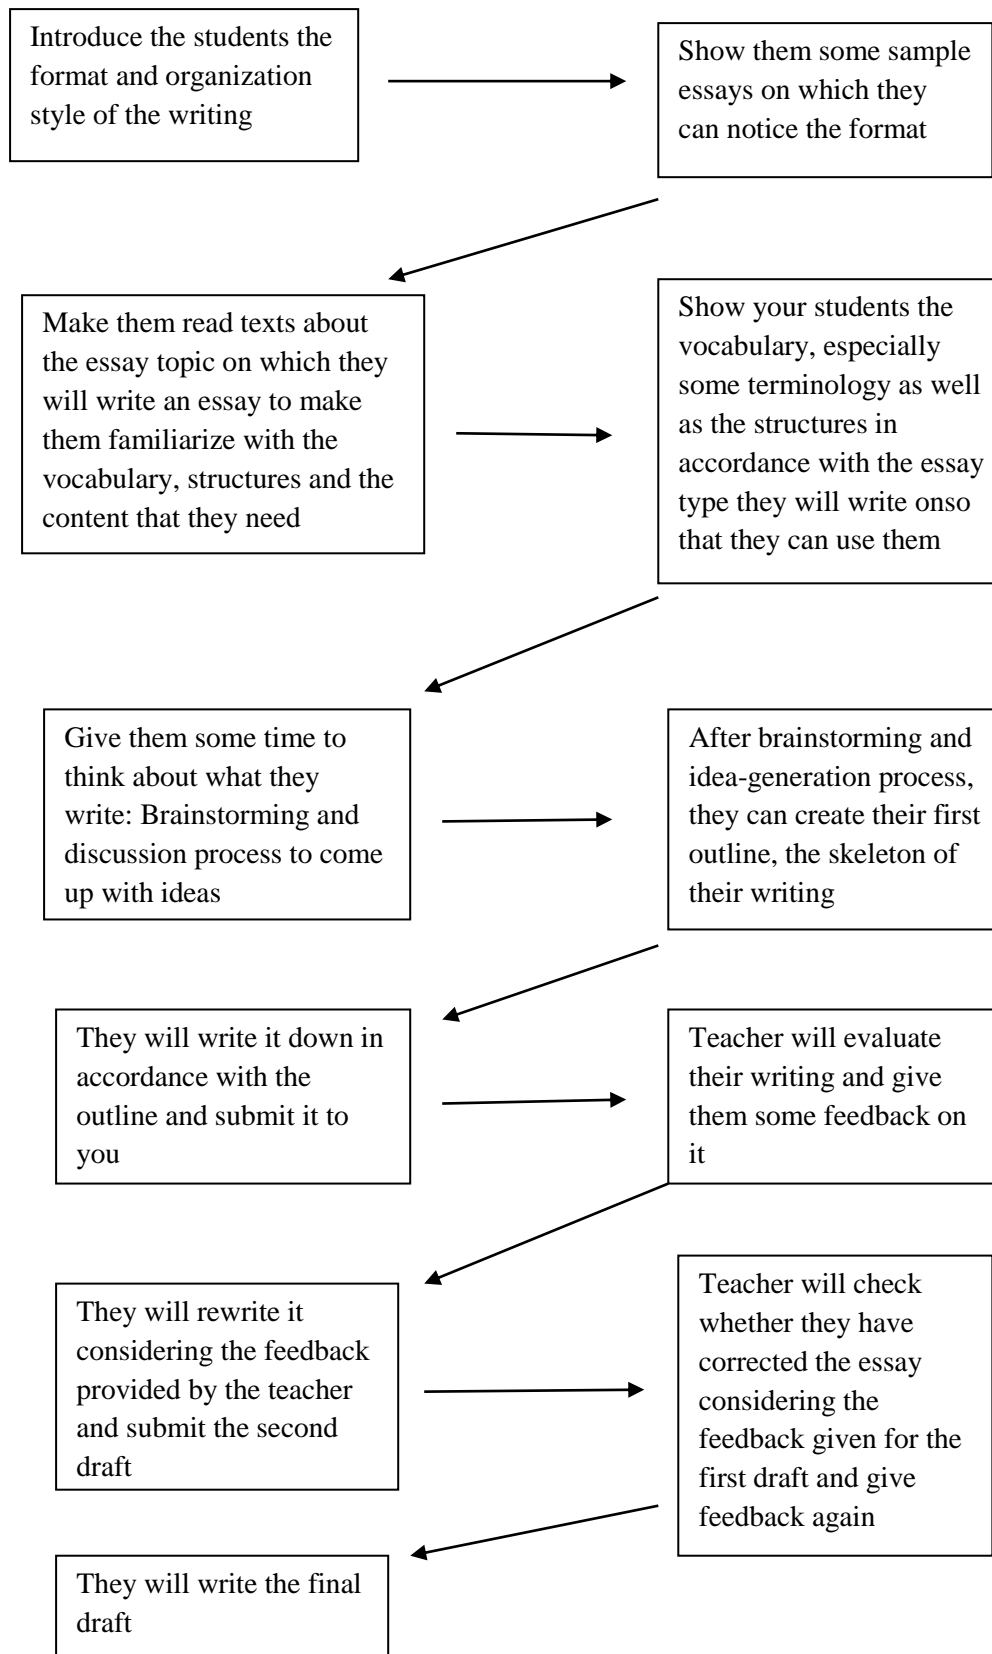 Introduce the students the
format and organization
style of the writing
Show them some sample
essays on which they
can notice the format
Make them read texts about
the essay topic on which they
will write an essay to make
them familiarize with the
vocabulary, structures and the
content that they need
Show your students the
vocabulary, especially
some terminology as well
as the structures in
accordance with the essay
type they will write onso
that they can use them
Give them some time to
think about what they
write: Brainstorming and
discussion process to come
up with ideas
After brainstorming and
idea-generation process,
they can create their first
outline, the skeleton of
their writing
They will write it down in
accordance with the
outline and submit it to
you
Teacher will evaluate
their writing and give
them some feedback on
it
They will rewrite it
considering the feedback
provided by the teacher
and submit the second
draft
Teacher will check
whether they have
corrected the essay
considering the
feedback given for the
first draft and give
feedback again
They will write the final
draft